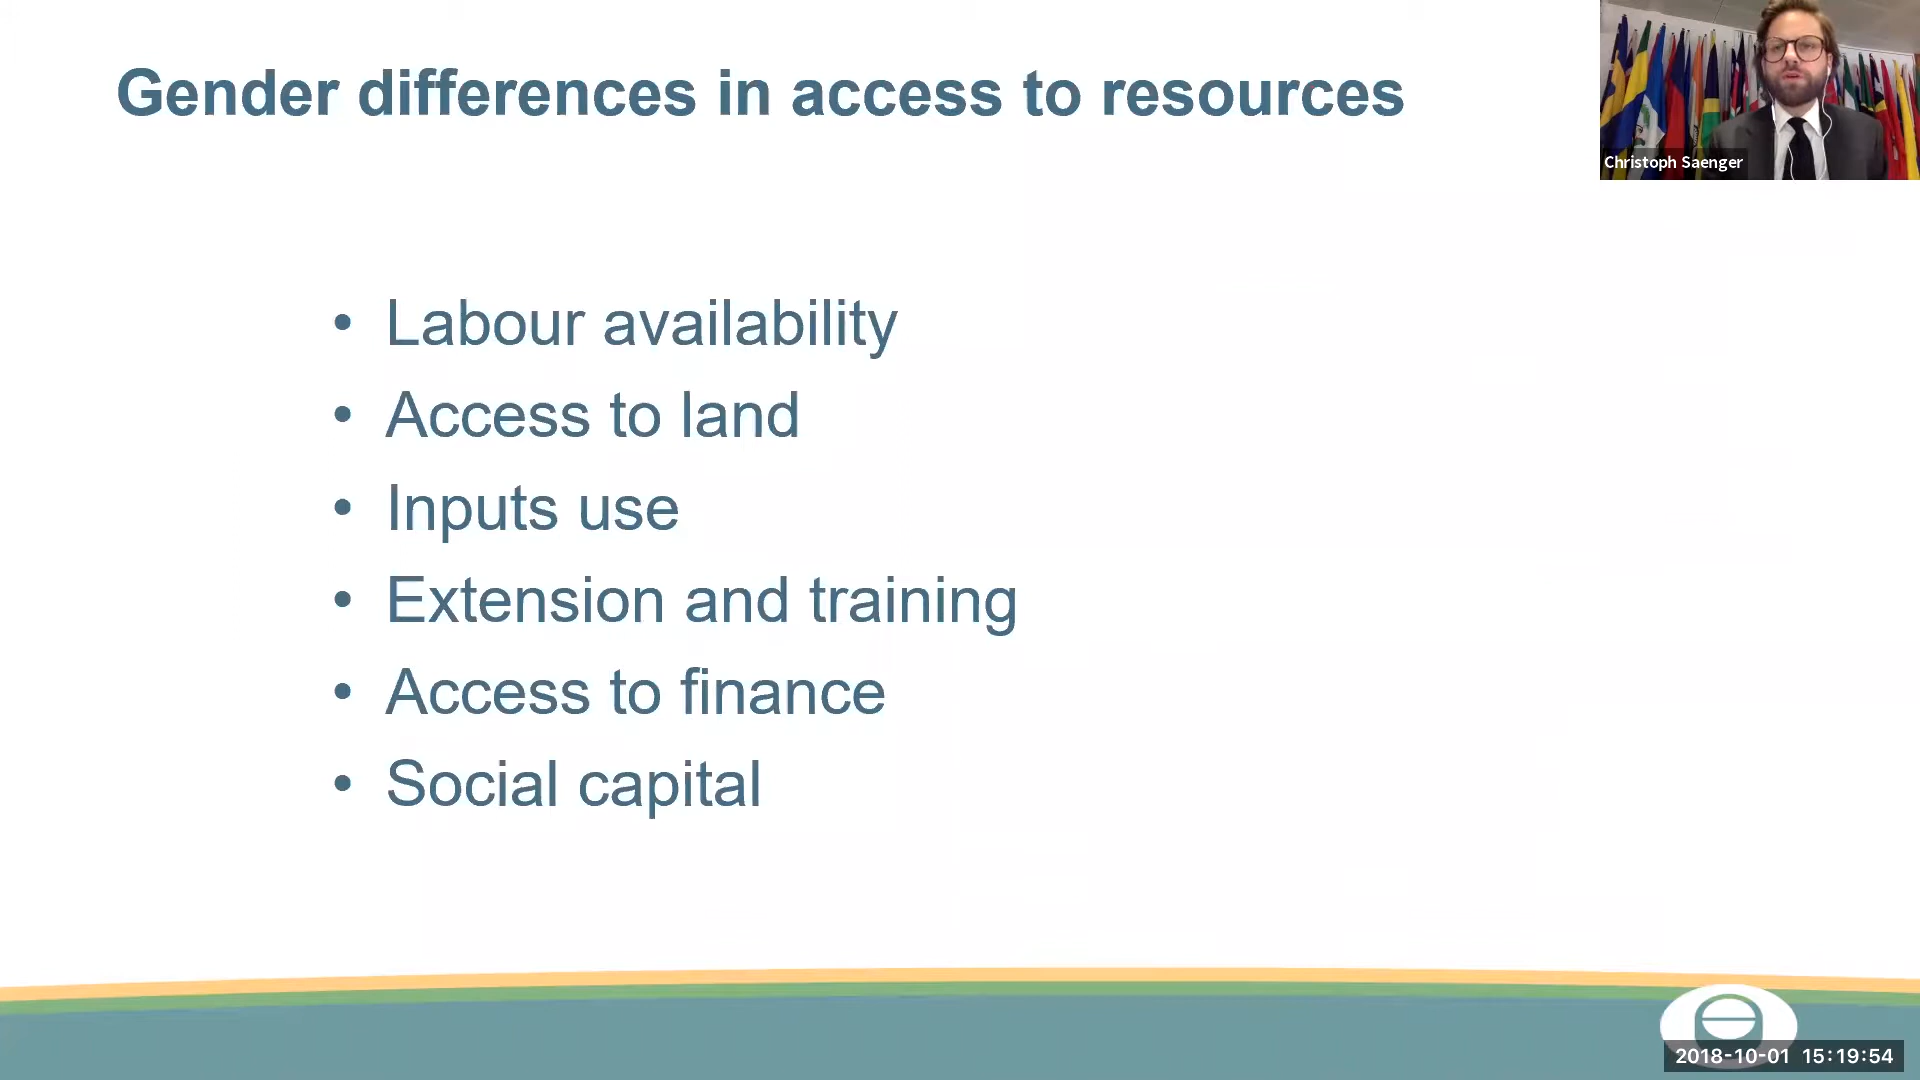 Gender differences in access to resources
Christoph Saenger
• Labour availability
• Access to land
• Inputs use
• Extension and training
• Access to finance
• Social capital
2018-10-01 15:19:54